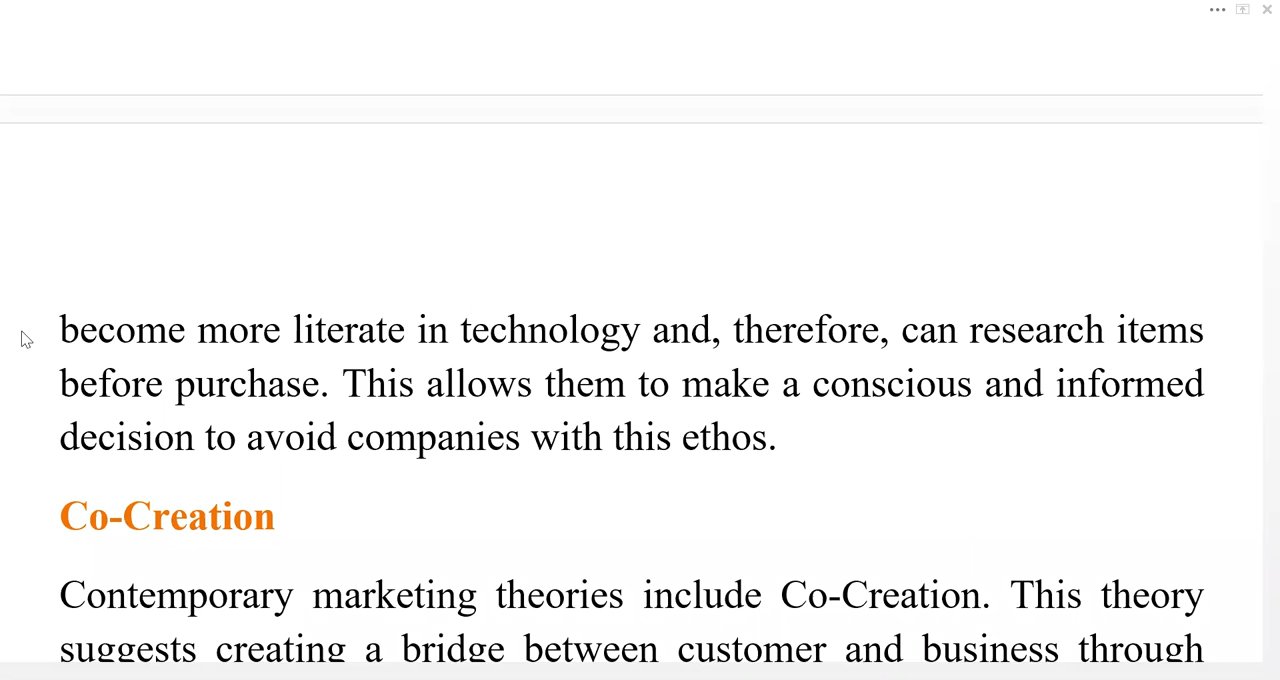 become more literate in technology and, therefore, can research items
before purchase. This allows them to make a conscious and informed
decision to avoid companies with this ethos.
Co-Creation
Contemporary marketing theories include Co-Creation. This theory
suggests creating a bridge between customer and business through